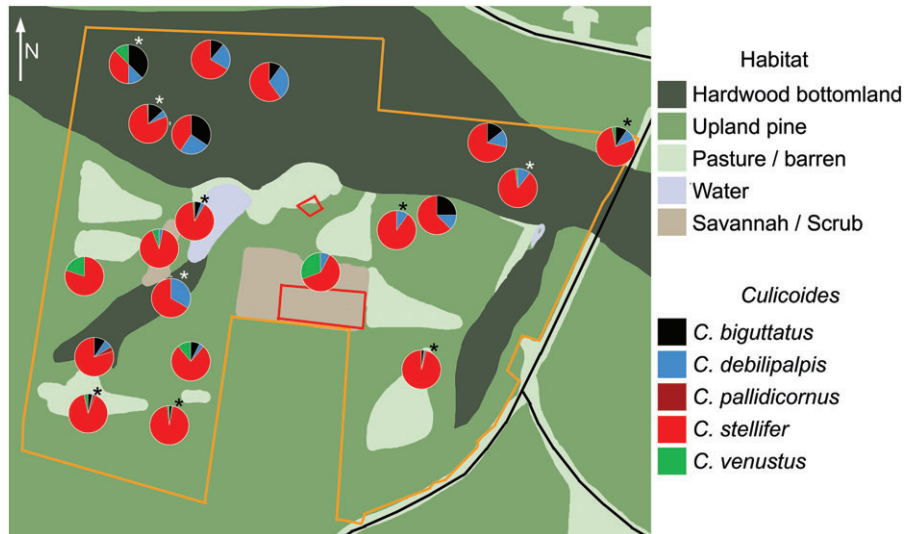 N
*
*
*
*
*
*
*
*
*
*
*
Habitat
Hardwood bottomland
Upland pine
Pasture / barren
Water
Savannah / Scrub
Culicoides
C. biguttatus
C. debilipalpis
C. pallidicornus
C. stellifer
C. venustus